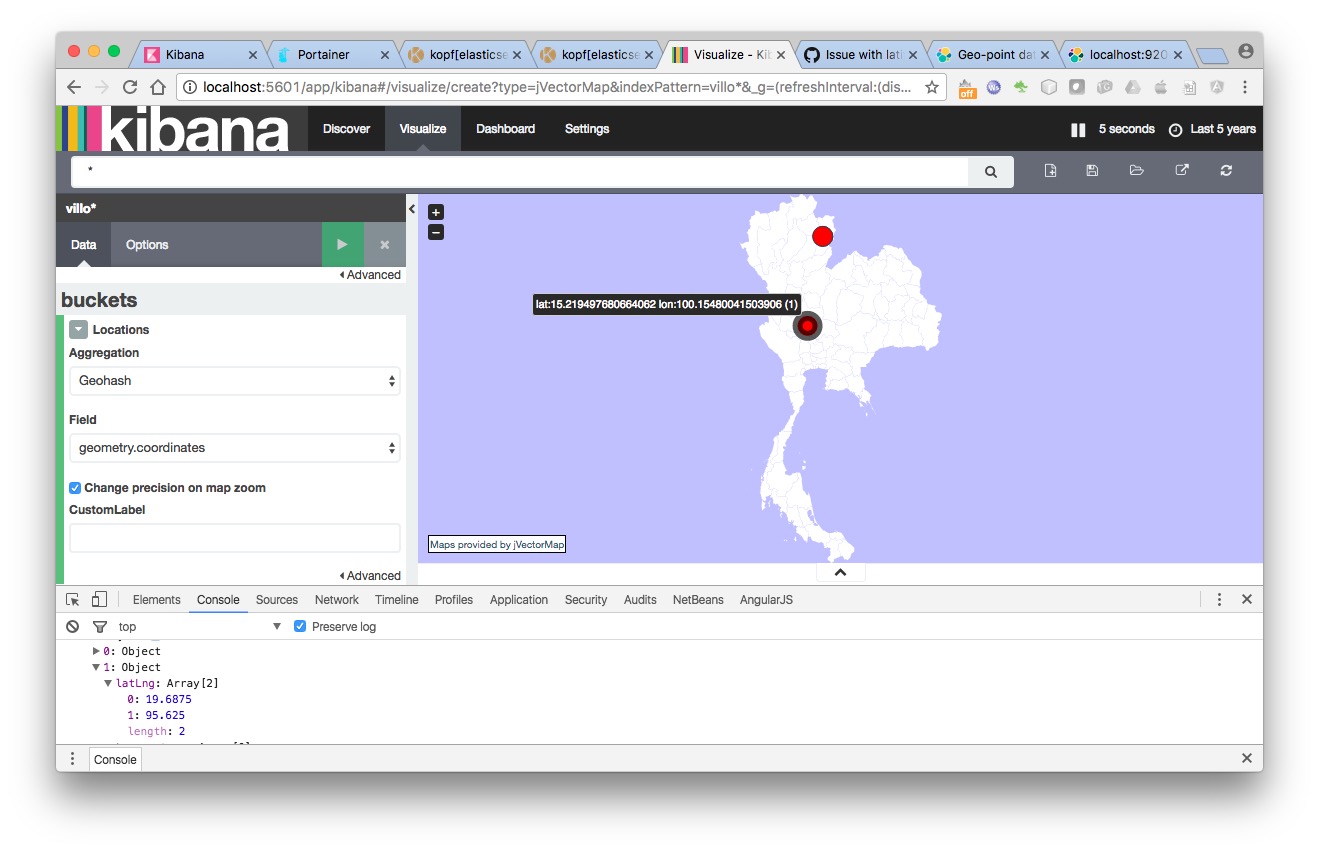 Kibana
Portainer
kopf[elasticse
kopf[elasticse
Visualize - Kib
Issue with lati
Geo-point dat
localhost:920
localhost:5601/app/kibana#/visualize/create?type=jVectorMap&indexPattern=villo*&_g=(refreshInterval:(dis...
off
kibana
Discover
Visualize
Dashboard
Settings
5 seconds
Last 5 years
*
villo*
Data
Options
Advanced
buckets
Locations
Aggregation
Geohash
Field
geometry.coordinates
Change precision on map zoom
CustomLabel
Advanced
+
−
lat:15.219497680664062 lon:100.15480041503906 (1)
Maps provided by jVectorMap
Elements Console Sources Network Timeline Profiles Application Security Audits NetBeans AngularJS
top
Preserve log
0: Object
1: Object
latLng: Array[2]
0: 19.6875
1: 95.625
length: 2
Console